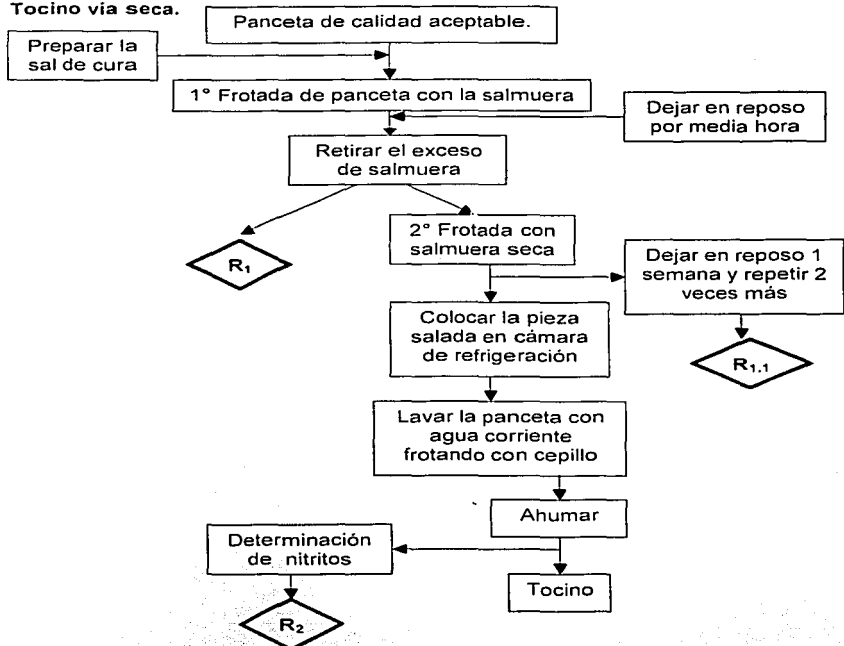 Tocino via seca.
Panceta de calidad aceptable.
Preparar la
sal de cura
1° Frotada de panceta con la salmuera
Dejar en reposo
por media hora
Retirar el exceso
de salmuera
R₁
2° Frotada con
salmuera seca
Dejar en reposo 1
semana y repetir 2
veces más
R₁.₁
Colocar la pieza
salada en cámara
de refrigeración
Lavar la panceta con
agua corriente
frotando con cepillo
Ahumar
Determinación
de nitritos
Tocino
R₂